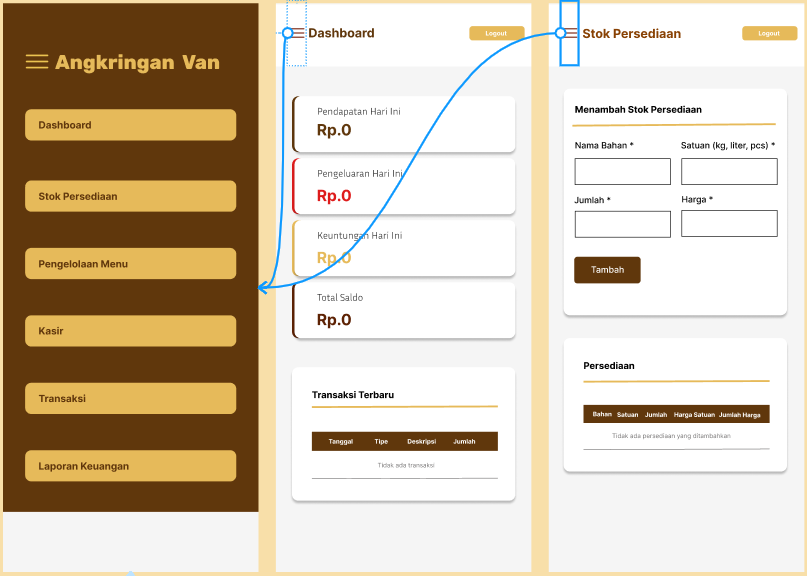 Angkringan Van
Dashboard
Stok Persediaan
Pengelolaan Menu
Kasir
Transaksi
Laporan Keuangan
Dashboard
Logout
Pendapatan Hari Ini
Rp.0
Pengeluaran Hari Ini
Rp.0
Keuntungan Hari Ini
Rp.0
Total Saldo
Rp.0
Transaksi Terbaru
Tanggal Tipe Deskripsi Jumlah
Tidak ada transaksi
Stok Persediaan
Logout
Menambah Stok Persediaan
Nama Bahan * Satuan (kg, liter, pcs) *
Jumlah * Harga *
Tambah
Persediaan
Bahan Satuan Jumlah Harga Satuan Jumlah Harga
Tidak ada persediaan yang ditambahkan